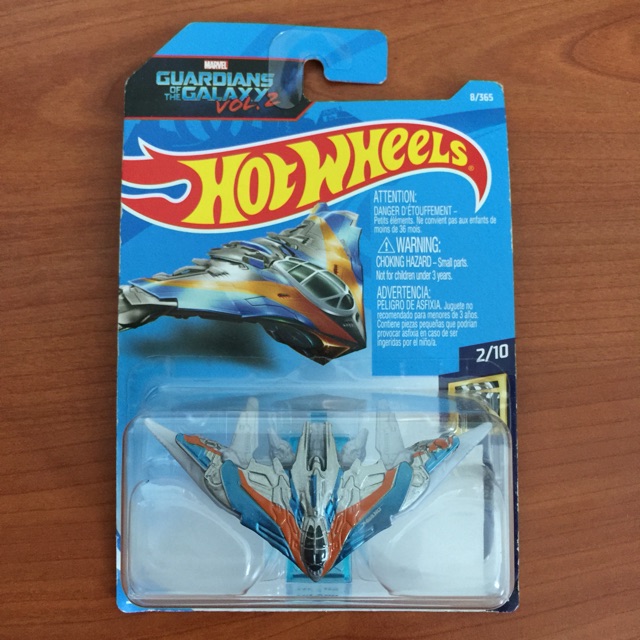 MARVEL
GUARDIANS
OF THE GALAXY
VOL. 2
8/365
HOT WHEELS
ATTENTION:
DANGER D'ÉTOUFFEMENT –
Petits éléments. Ne convient pas aux enfants de
moins de 36 mois.
WARNING:
CHOKING HAZARD – Small parts.
Not for children under 3 years.
ADVERTENCIA:
PELIGRO DE ASFIXIA. Juguete no
recomendado para menores de 3 años.
Contiene piezas pequeñas que podrían
provocar asfixia en caso de ser
ingeridas por el niño/a.
2/10